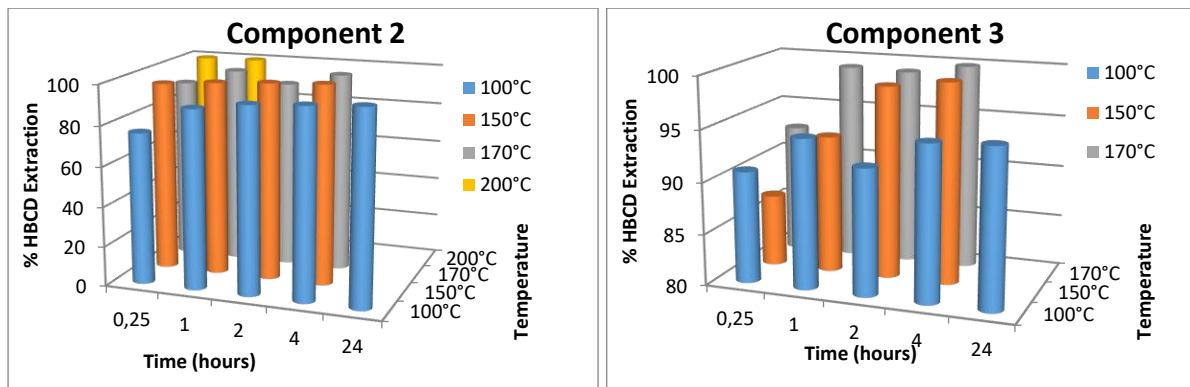 Component 2
% HBCD Extraction
100
80
60
40
20
0
0,25
1
2
4
24
Time (hours)
100°C
150°C
170°C
200°C
Temperature
100°C
150°C
170°C
200°C
Component 3
% HBCD Extraction
100
95
90
85
80
0,25
1
2
4
24
Time (hours)
100°C
150°C
170°C
Temperature
100°C
150°C
170°C